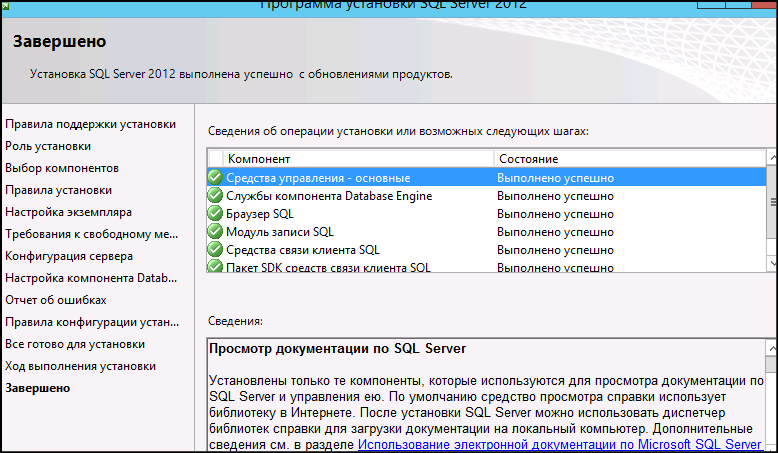 Программа установки SQL Server 2012
Завершено
Установка SQL Server 2012 выполнена успешно с обновлениями продуктов.
Правила поддержки установки
Роль установки
Выбор компонентов
Правила установки
Настройка экземпляра
Требования к свободному ме...
Конфигурация сервера
Настройка компонента Datab...
Отчет об ошибках
Правила конфигурации устан...
Все готово для установки
Ход выполнения установки
Завершено
Сведения об операции установки или возможных следующих шагах:
Компонент Состояние
Средства управления - основные Выполнено успешно
Службы компонента Database Engine Выполнено успешно
Браузер SQL Выполнено успешно
Модуль записи SQL Выполнено успешно
Средства связи клиента SQL Выполнено успешно
Пакет SDK средств связи клиента SQL Выполнено успешно
Сведения:
Просмотр документации по SQL Server
Установлены только те компоненты, которые используются для просмотра документации по
SQL Server и управления ею. По умолчанию средство просмотра справки использует
библиотеку в Интернете. После установки SQL Server можно использовать диспетчер
библиотек справки для загрузки документации на локальный компьютер. Дополнительные
сведения см. в разделе Использование электронной документации по Microsoft SQL Server